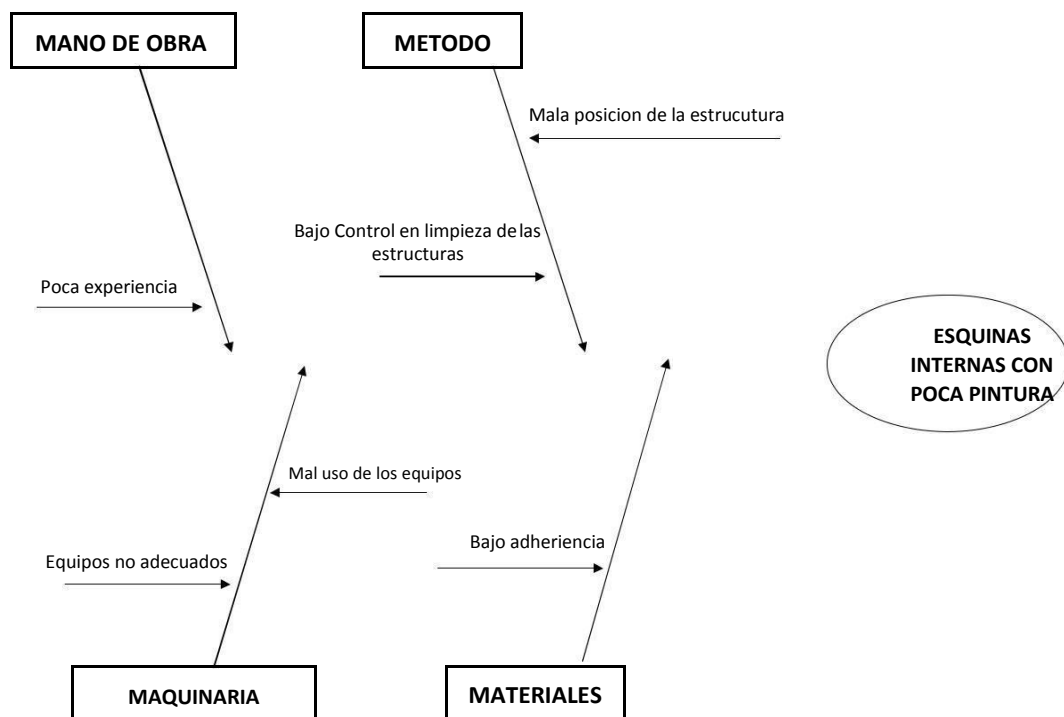 MANO DE OBRA
METODO
Mala posicion de la estrucutura
Bajo Control en limpieza de las
estructuras
Poca experiencia
ESQUINAS
INTERNAS CON
POCA PINTURA
Mal uso de los equipos
Equipos no adecuados
Bajo adheriencia
MAQUINARIA
MATERIALES